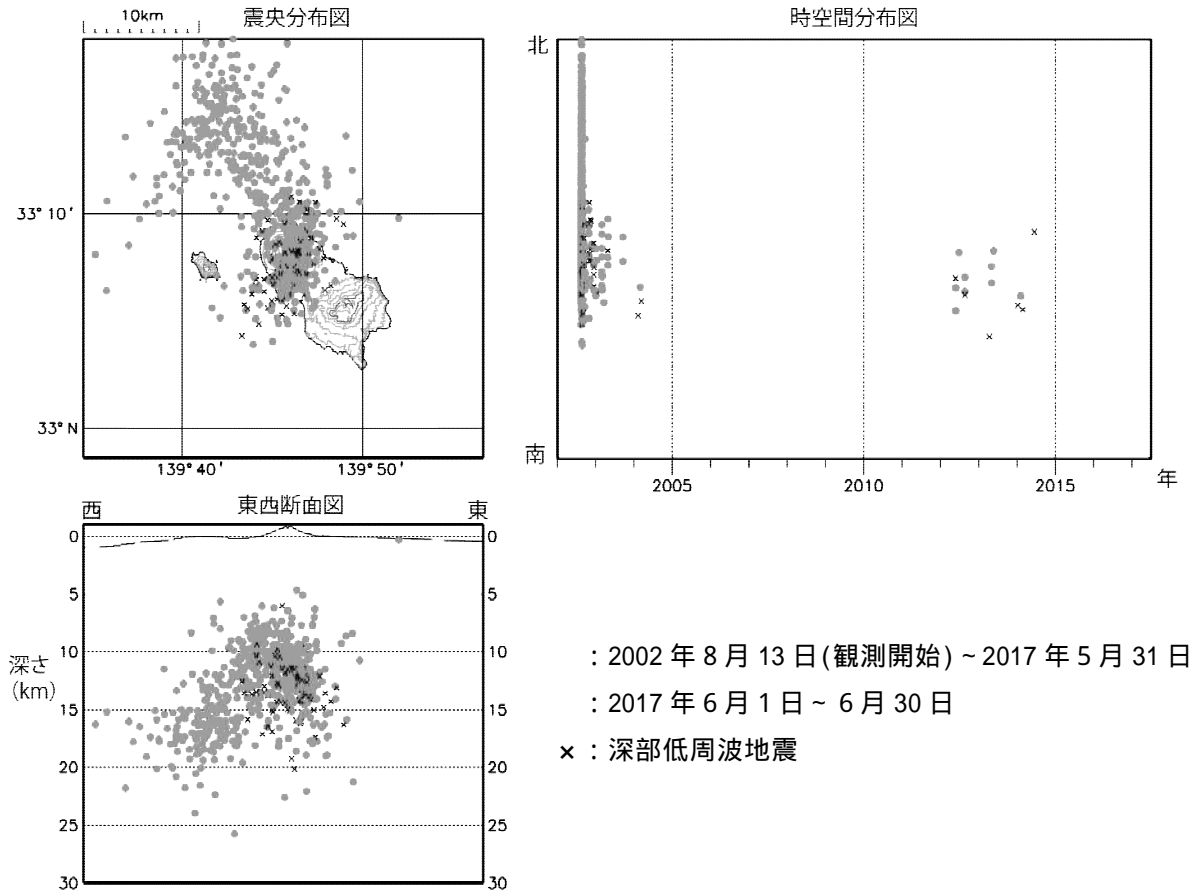 10km
震央分布図
33°10′
33°N
139°40′
139°50′
時空間分布図
北
南
2005
2010
2015
年
西
東西断面図
東
0
0
5
5
10
10
15
15
20
20
25
25
30
30
深さ
(km)
：2002 年 8 月 13 日(観測開始) ~ 2017 年 5 月 31 日
：2017 年 6 月 1 日 ~ 6 月 30 日
×：深部低周波地震